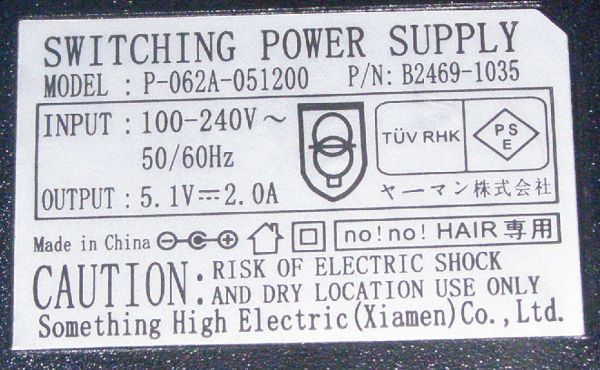 SWITCHING POWER SUPPLY
MODEL : P-062A-051200 P/N: B2469-1035
INPUT : 100-240V～
50/60Hz
OUTPUT : 5.1V⎓2.0A
TÜV RHK
PSE
ヤーマン株式会社
Made in China
no!no! HAIR 専用
CAUTION: RISK OF ELECTRIC SHOCK
AND DRY LOCATION USE ONLY
Something High Electric(Xiamen)Co.,Ltd.